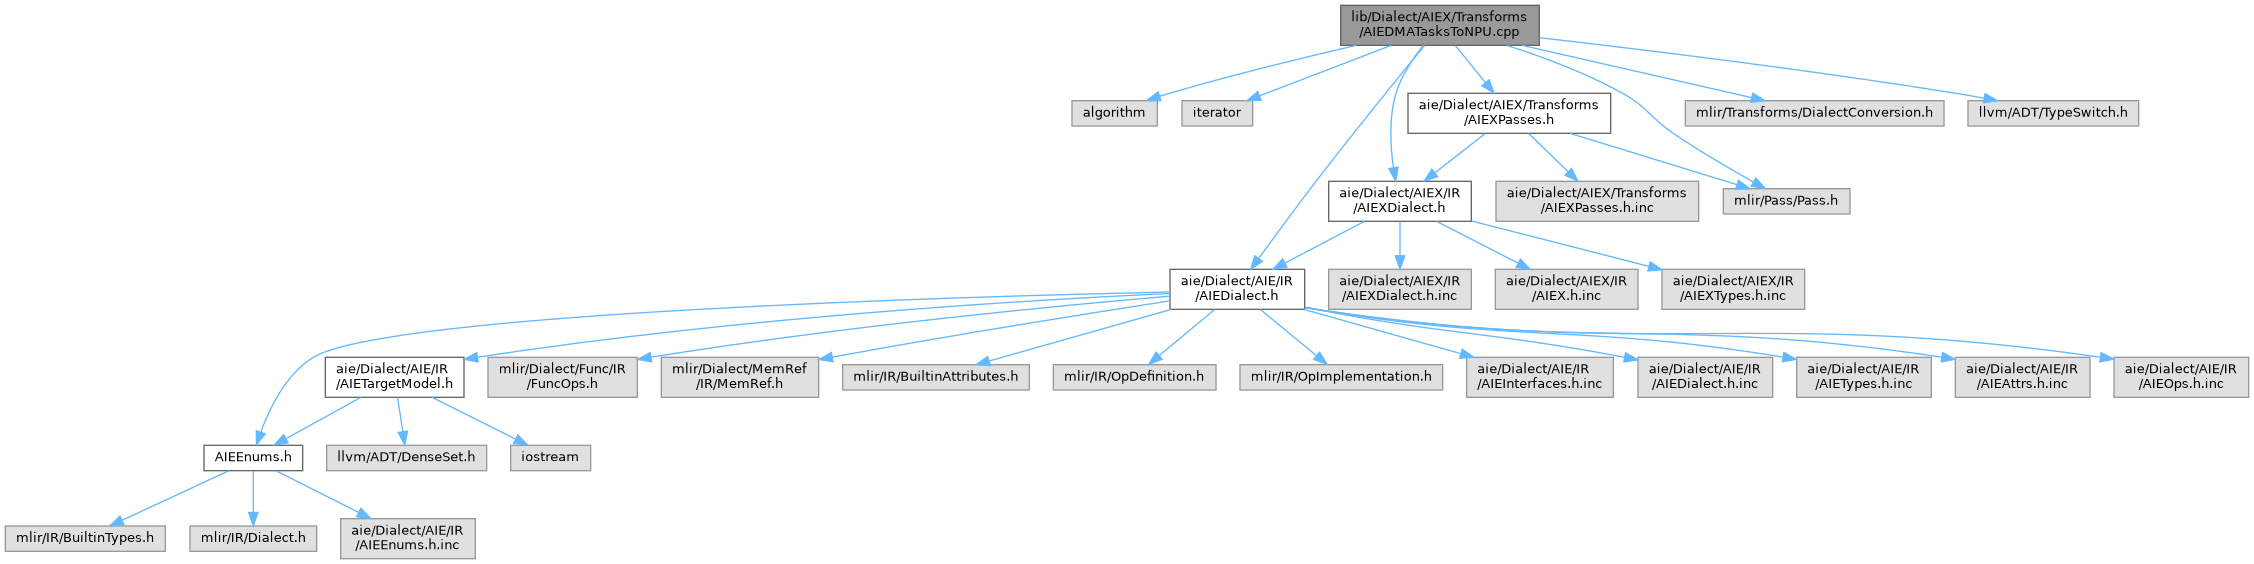 lib/Dialect/AIEX/Transforms
/AIEDMATasksToNPU.cpp
algorithm
iterator
aie/Dialect/AIEX/Transforms
/AIEXPasses.h
mlir/Transforms/DialectConversion.h
llvm/ADT/TypeSwitch.h
aie/Dialect/AIEX/IR
/AIEXDialect.h
aie/Dialect/AIEX/Transforms
/AIEXPasses.h.inc
mlir/Pass/Pass.h
aie/Dialect/AIE/IR
/AIEDialect.h
aie/Dialect/AIEX/IR
/AIEXDialect.h.inc
aie/Dialect/AIEX/IR
/AIEX.h.inc
aie/Dialect/AIEX/IR
/AIEXTypes.h.inc
aie/Dialect/AIE/IR
/AIETargetModel.h
mlir/Dialect/Func/IR
/FuncOps.h
mlir/Dialect/MemRef
/IR/MemRef.h
mlir/IR/BuiltinAttributes.h
mlir/IR/OpDefinition.h
mlir/IR/OpImplementation.h
aie/Dialect/AIE/IR
/AIEInterfaces.h.inc
aie/Dialect/AIE/IR
/AIEDialect.h.inc
aie/Dialect/AIE/IR
/AIETypes.h.inc
aie/Dialect/AIE/IR
/AIEAttrs.h.inc
aie/Dialect/AIE/IR
/AIEOps.h.inc
AIEEnums.h
llvm/ADT/DenseSet.h
iostream
mlir/IR/BuiltinTypes.h
mlir/IR/Dialect.h
aie/Dialect/AIE/IR
/AIEEnums.h.inc